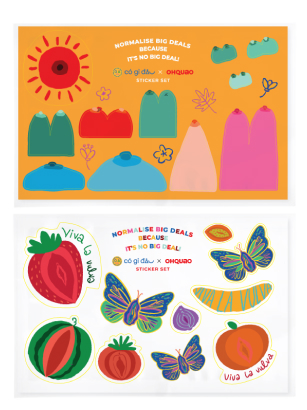 NORMALISE BIG DEALS
BECAUSE
IT'S NO BIG DEAL!
cô gì đâu × OHQUAO
STICKER SET
Viva la
NORMALISE BIG DEALS
BECAUSE
IT'S NO BIG DEAL!
cô gì đâu × OHQUAO
STICKER SET
Viva la vulva